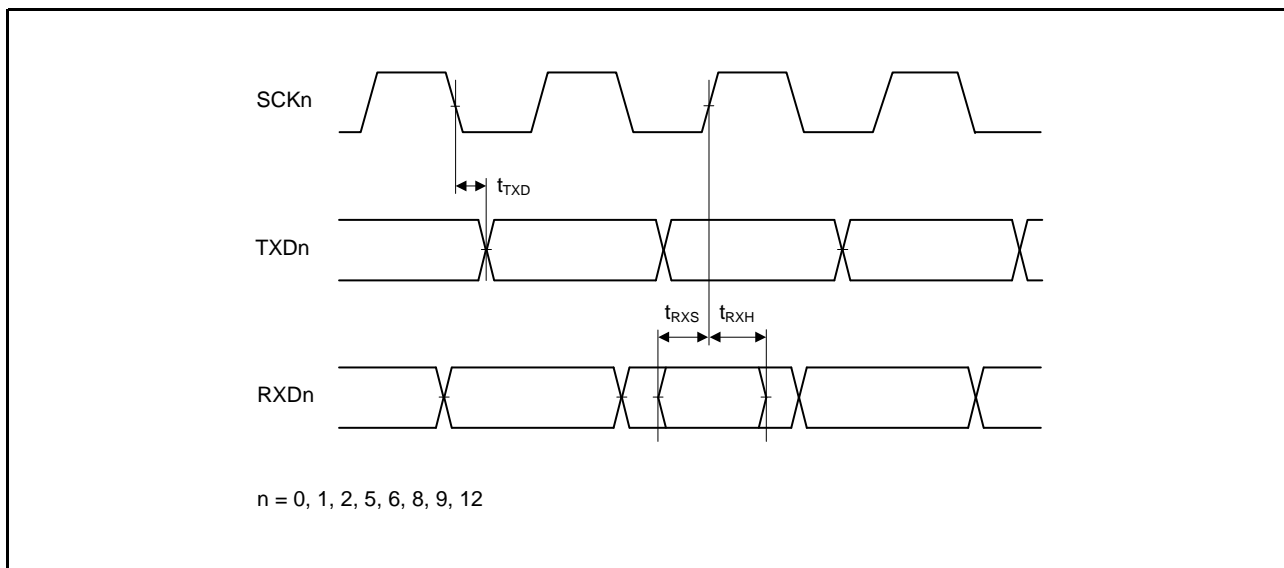 SCKn
tTXD
TXDn
tRXS tRXH
RXDn
n = 0, 1, 2, 5, 6, 8, 9, 12